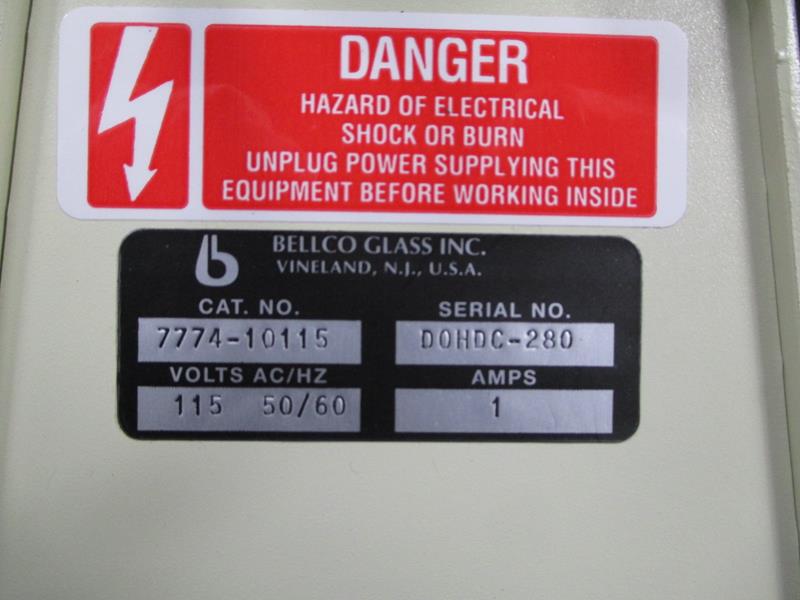 DANGER
HAZARD OF ELECTRICAL
SHOCK OR BURN
UNPLUG POWER SUPPLYING THIS
EQUIPMENT BEFORE WORKING INSIDE
b BELLCO GLASS INC.
VINELAND, N.J., U.S.A.
CAT. NO. SERIAL NO.
7774-10115 DOHDC-280
VOLTS AC/HZ AMPS
115 50/60 1